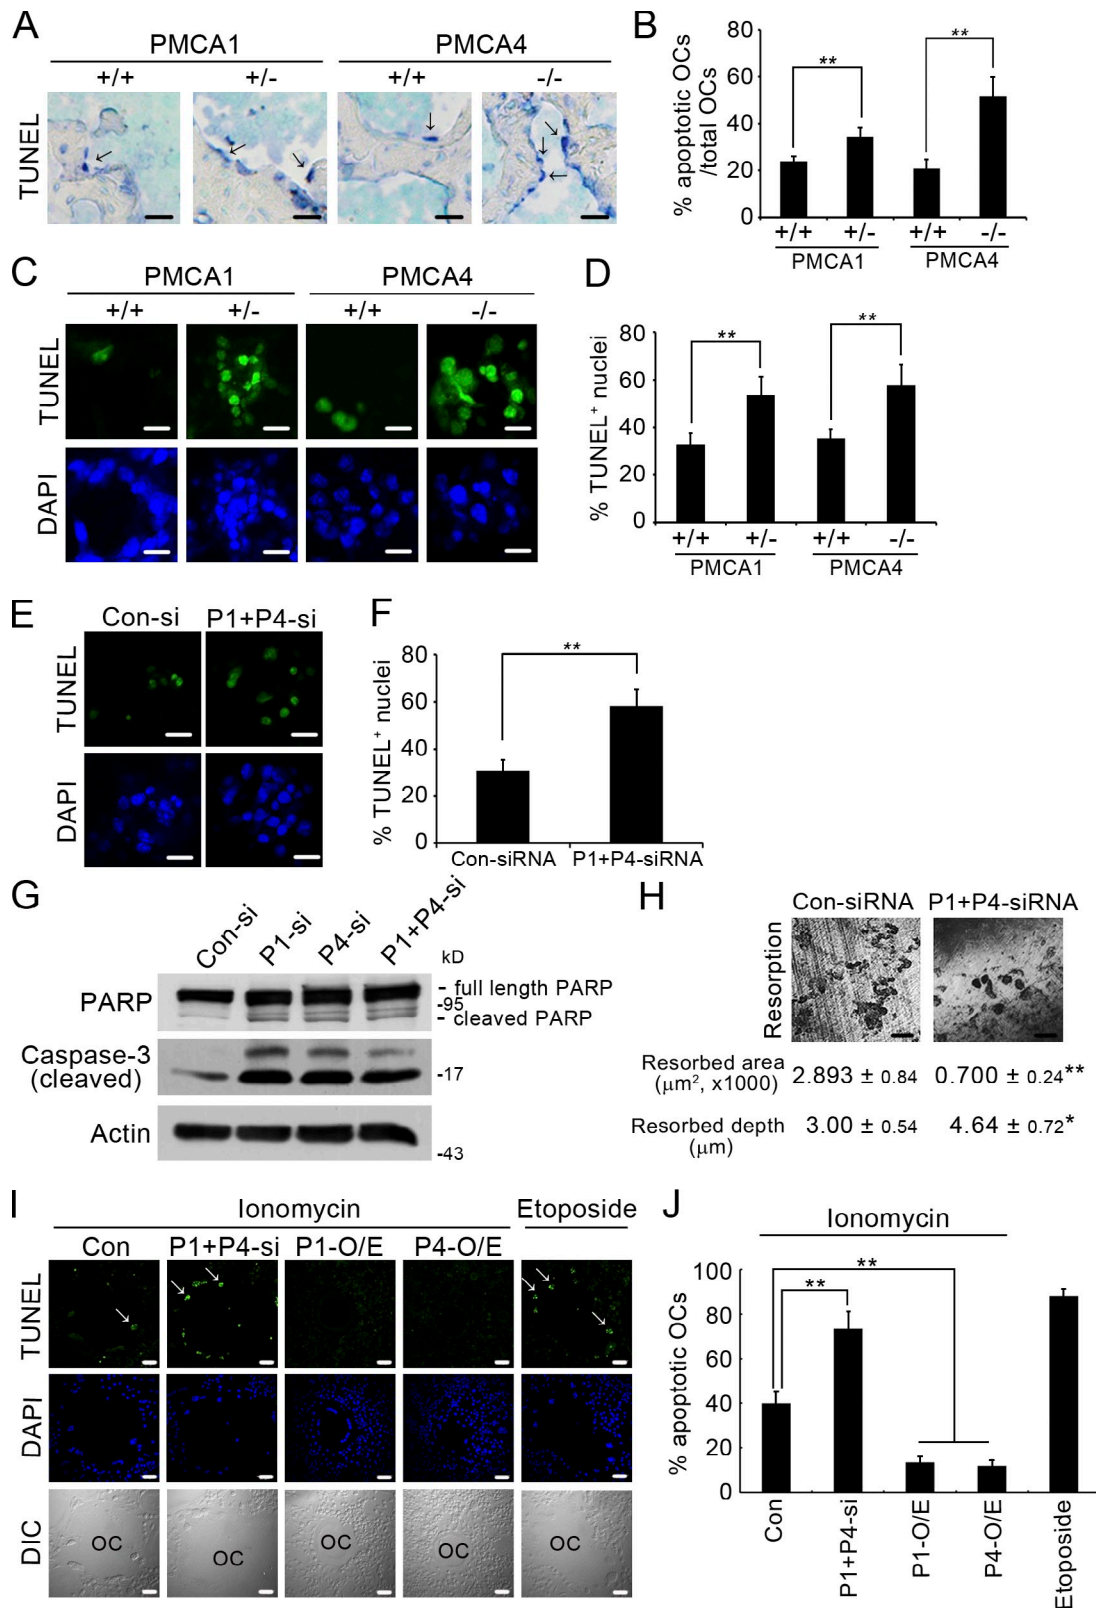 A
PMCA1 PMCA4
+/+ +/- +/+ -/-
TUNEL
B
% apoptotic OCs
/total OCs
80
60
40
20
0
** **
+/+ +/- +/+ -/-
PMCA1 PMCA4
C
PMCA1 PMCA4
+/+ +/- +/+ -/-
TUNEL
DAPI
D
% TUNEL+ nuclei
80
60
40
20
0
** **
+/+ +/- +/+ -/-
PMCA1 PMCA4
E
Con-si P1+P4-si
TUNEL
DAPI
F
% TUNEL+ nuclei
80
60
40
20
0
**
Con-siRNA P1+P4-siRNA
G
Con-si P1-si P4-si P1+P4-si
kD
PARP
- full length PARP
-95
- cleaved PARP
Caspase-3
(cleaved)
-17
Actin
-43
H
Con-siRNA P1+P4-siRNA
Resorption
Resorbed area
(μm², x1000)
2.893 ± 0.84 0.700 ± 0.24**
Resorbed depth
(μm)
3.00 ± 0.54 4.64 ± 0.72*
I
Ionomycin Etoposide
Con P1+P4-si P1-O/E P4-O/E
TUNEL
DAPI
DIC
OC OC OC OC OC
J
Ionomycin
% apoptotic OCs
100
80
60
40
20
0
** **
Con P1+P4-si P1-O/E P4-O/E Etoposide